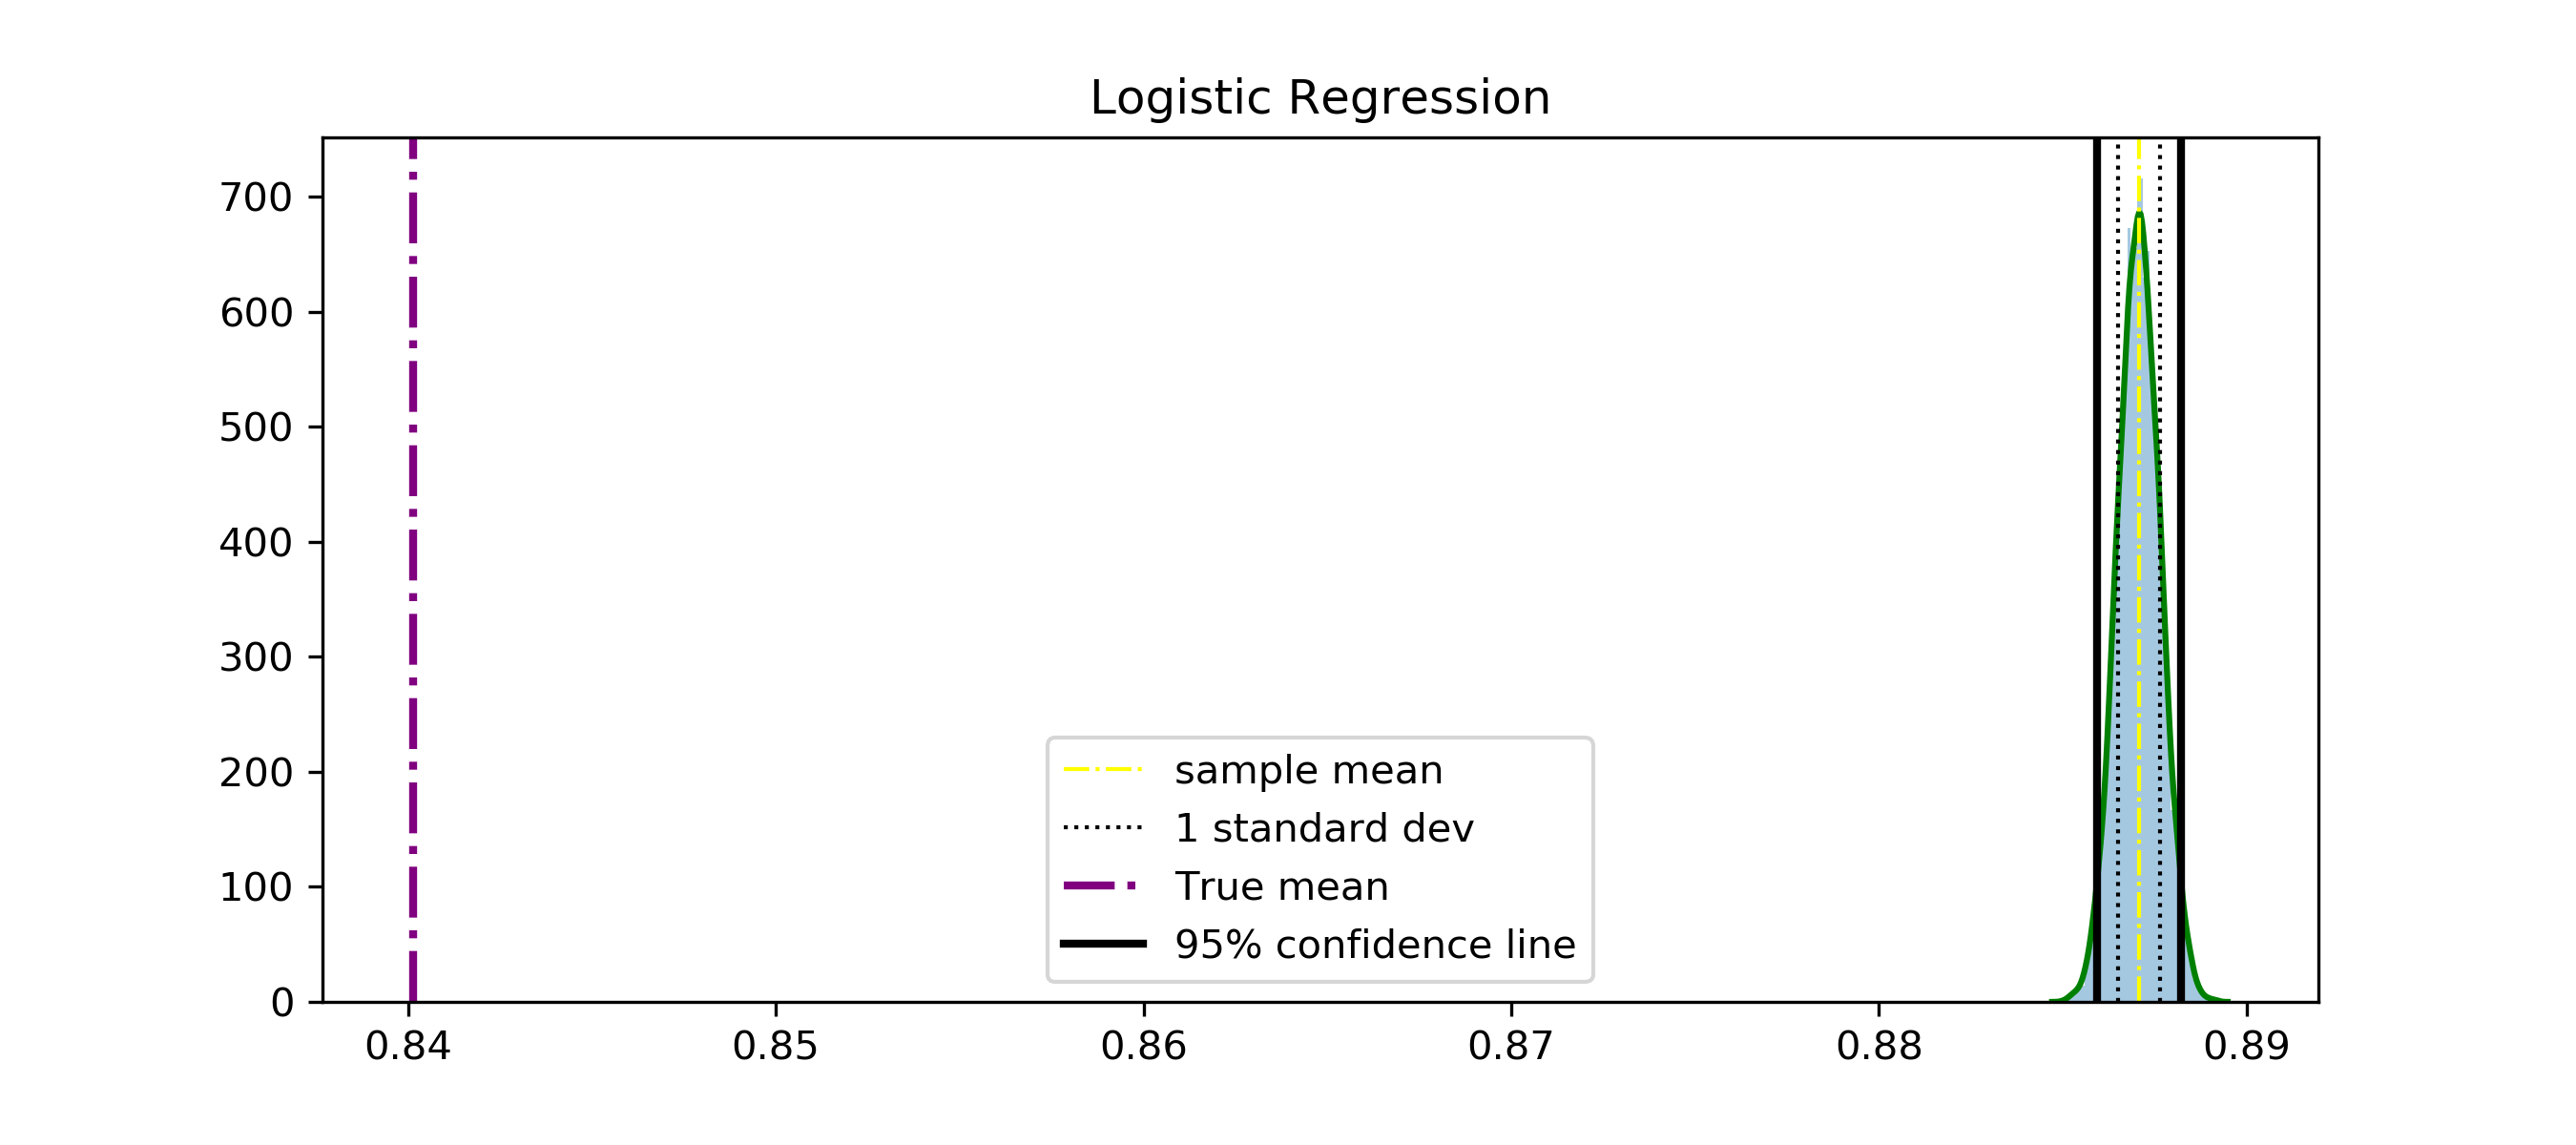 Logistic Regression
700
600
500
400
300
200
100
0
sample mean
1 standard dev
True mean
95% confidence line
0.84 0.85 0.86 0.87 0.88 0.89